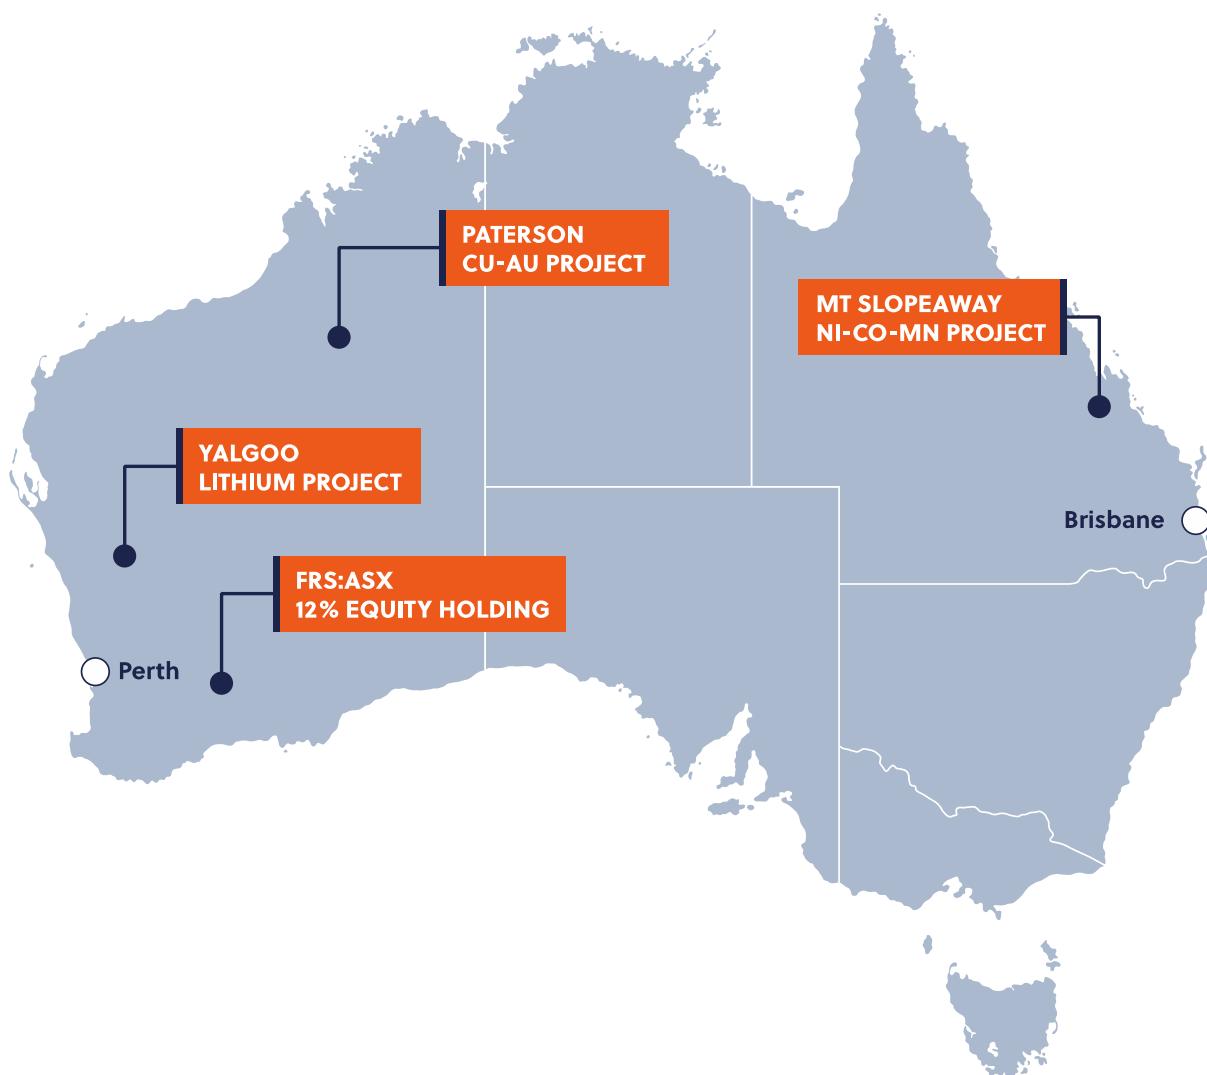 PATERSON
CU-AU PROJECT
MT SLOPEAWAY
NI-CO-MN PROJECT
YALGOO
LITHIUM PROJECT
Brisbane
FRS:ASX
12% EQUITY HOLDING
Perth